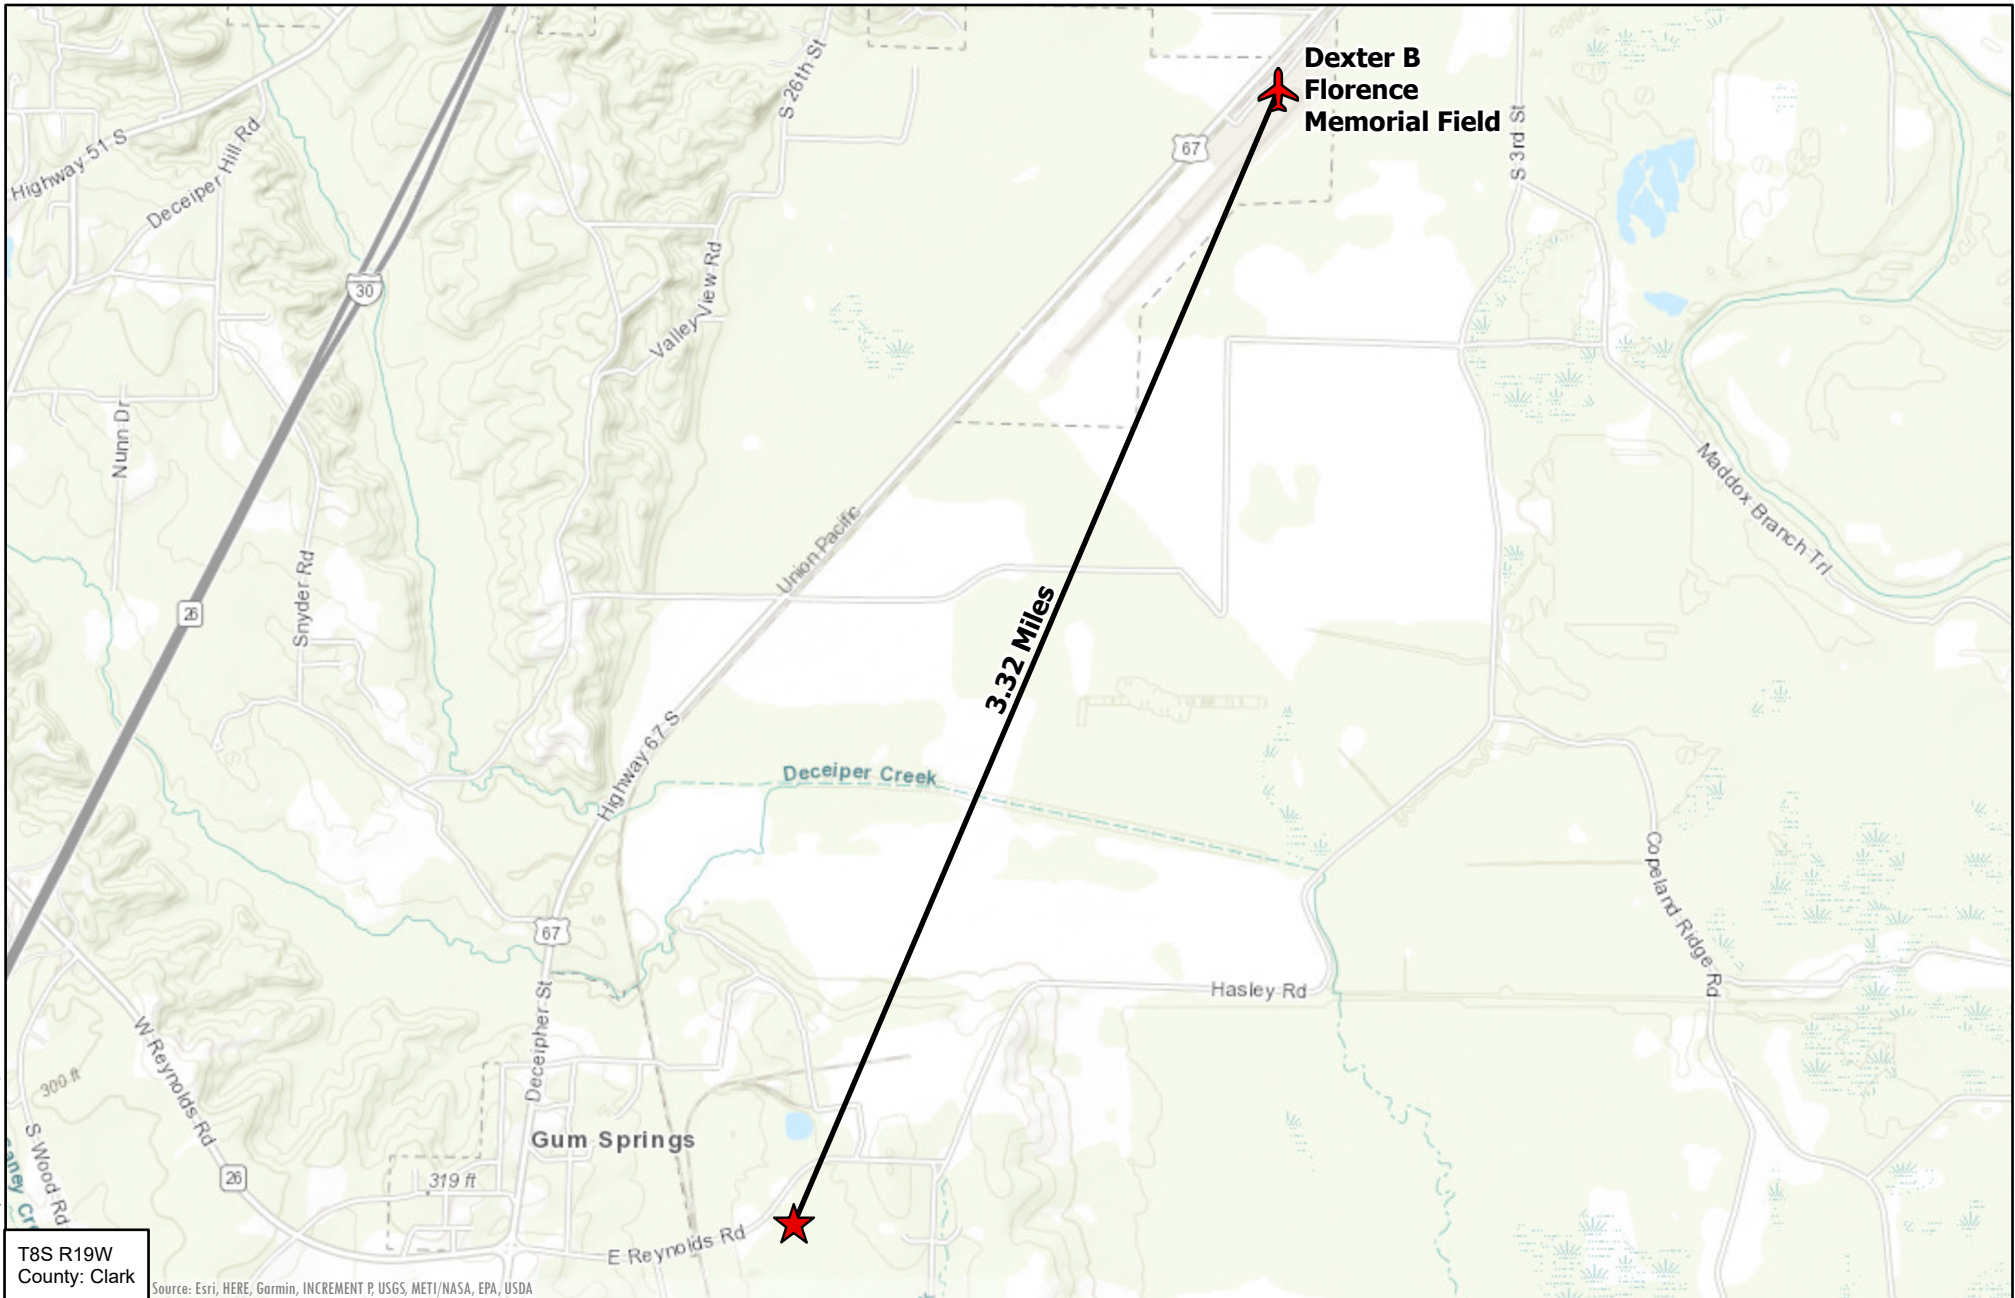 Dexter B
Florence
Memorial Field
S 26th St
67
S 3rd St
Highway 51 S
Deceiper Hill Rd
30
Valley View Rd
Nunn Dr
Maddox Branch Trl
Union Pacific
Snyder Rd
26
3.32 Miles
Highway 67 S
Deceiper Creek
Copeland Ridge Rd
67
Hasley Rd
Deceipher St
W Reynolds Rd
300 ft
S Wood Rd
Gum Springs
26
319 ft
E Reynolds Rd
T8S R19W
County: Clark
Source: Esri, HERE, Garmin, INCREMENT P, USGS, METI/NASA, EPA, USDA